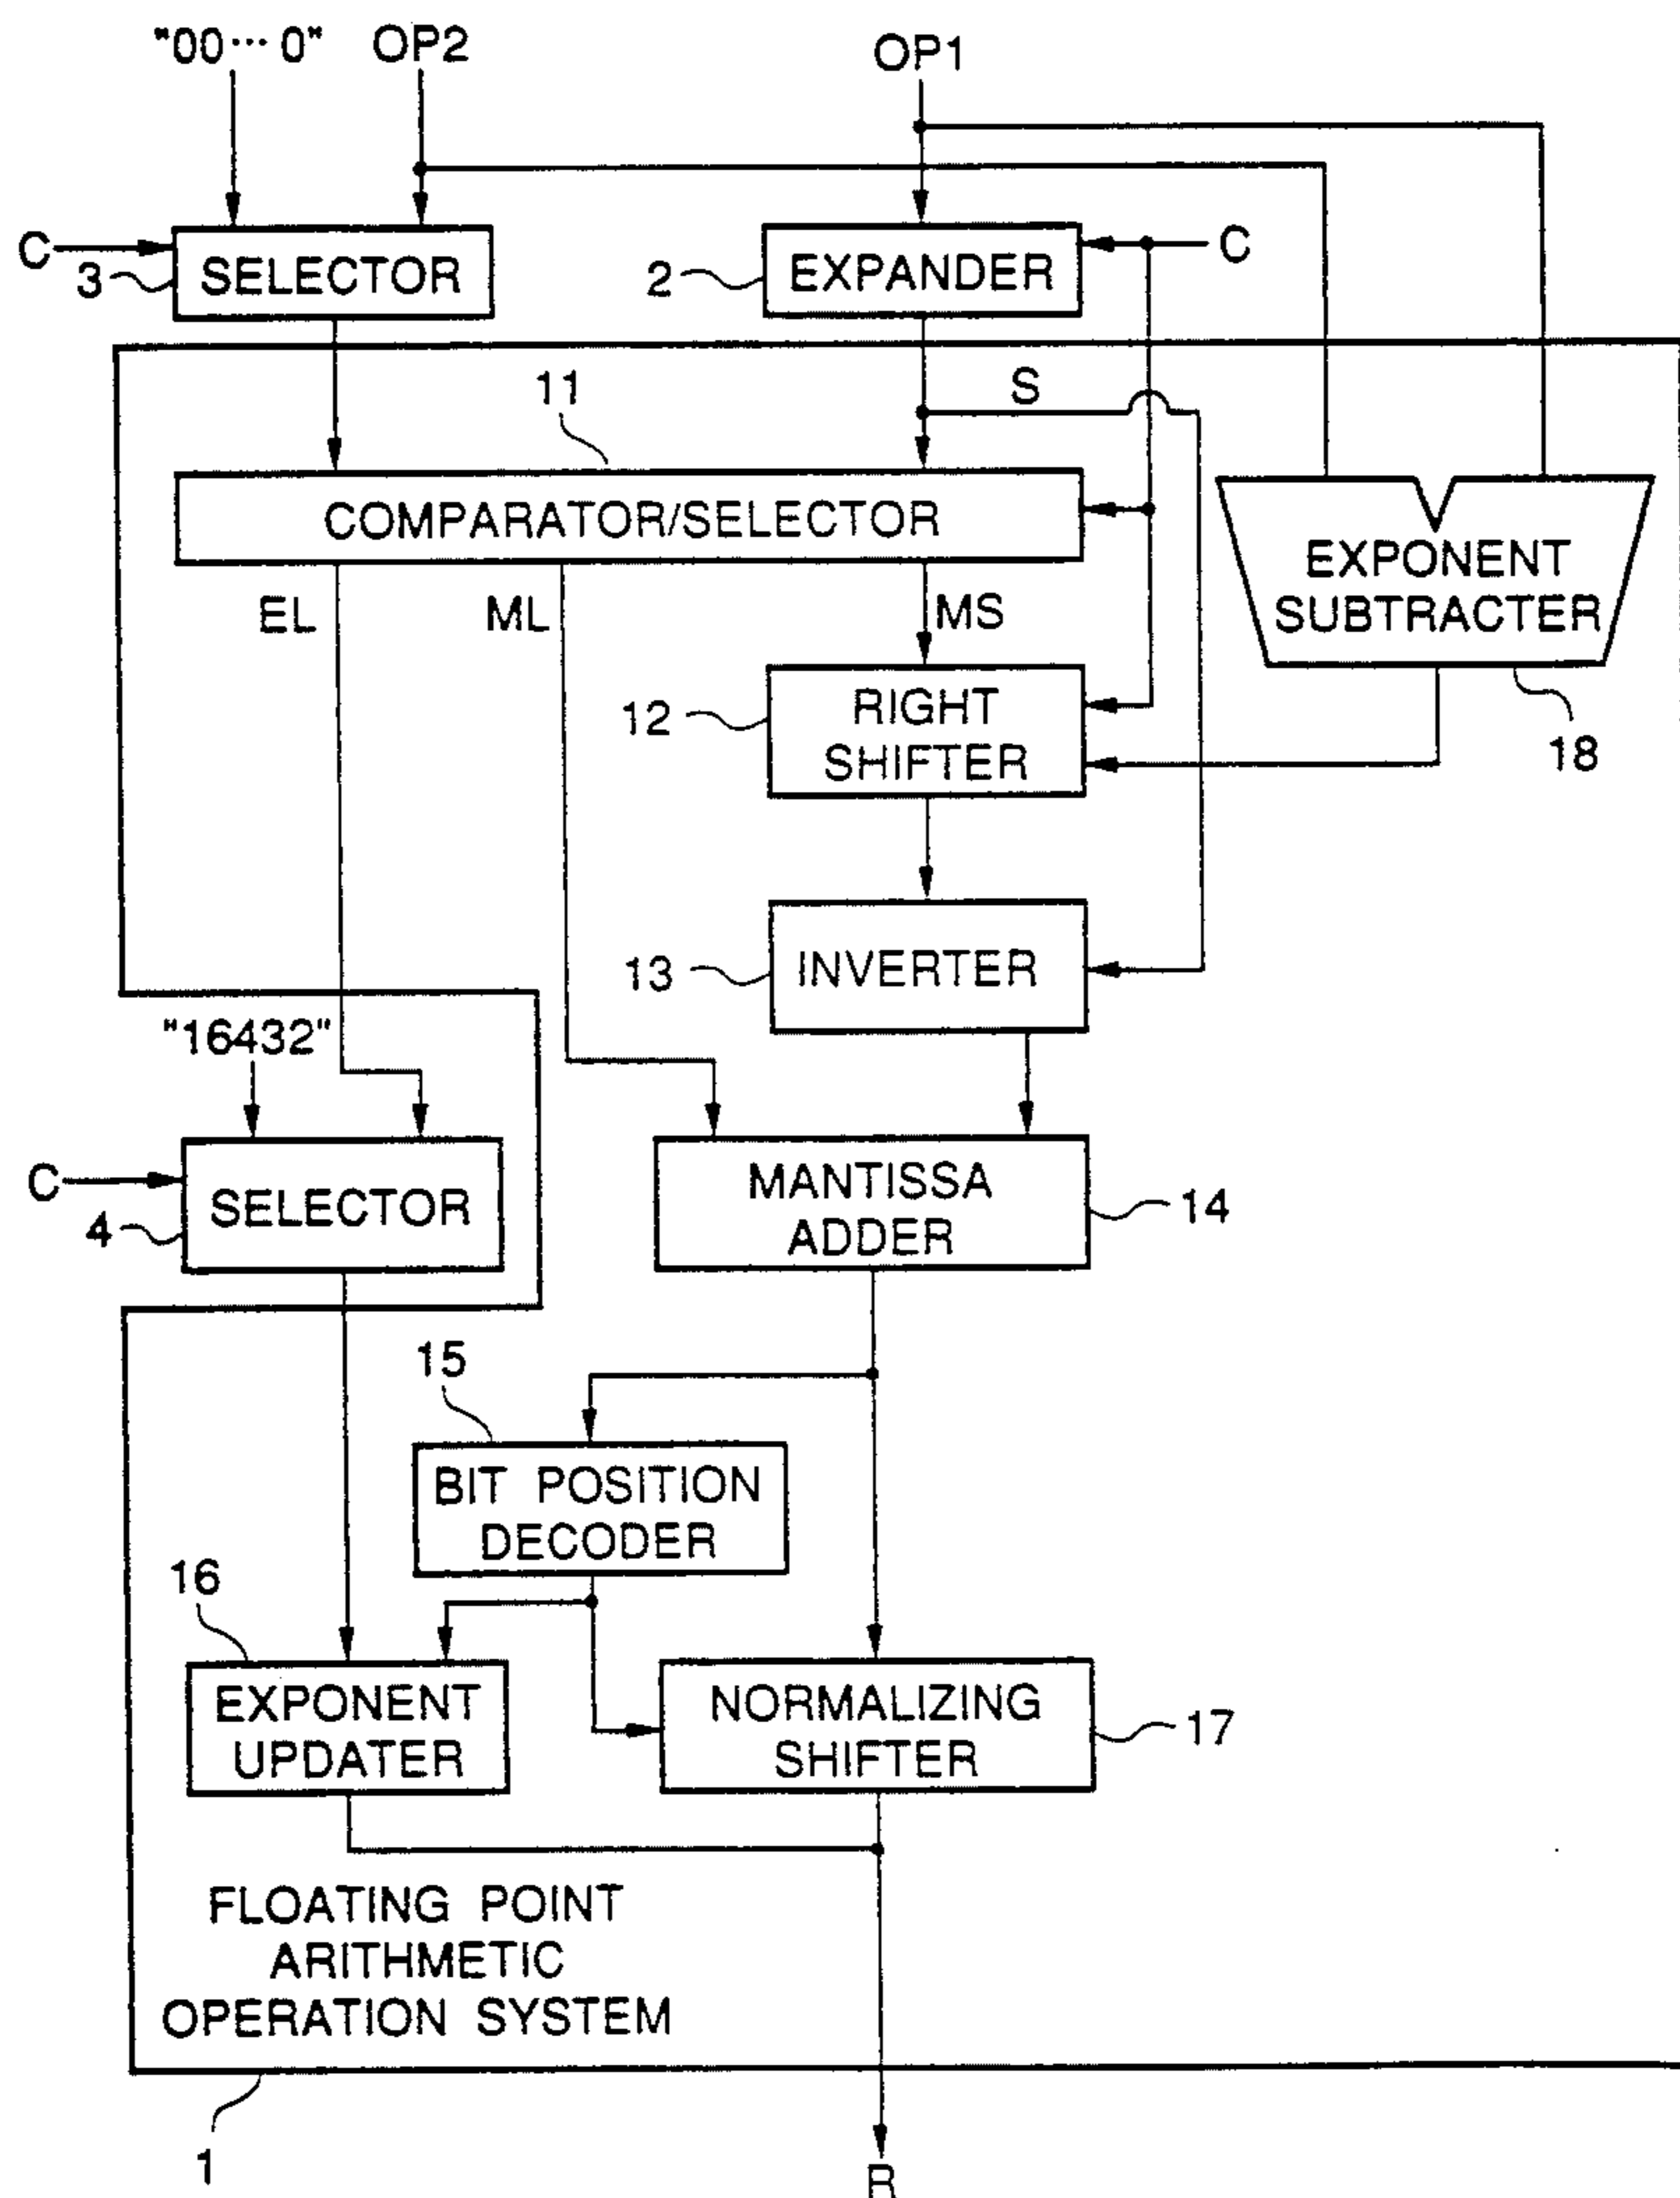 "00⋯0" OP2 OP1
C 3 SELECTOR 2 EXPANDER C
11 S
COMPARATOR/SELECTOR
EXPONENT
SUBTRACTER
EL ML MS
12 RIGHT
SHIFTER
18
13 INVERTER
"16432"
C SELECTOR
4
MANTISSA
ADDER
14
15
BIT POSITION
DECODER
16
EXPONENT
UPDATER
NORMALIZING
SHIFTER
17
FLOATING POINT
ARITHMETIC
OPERATION SYSTEM
1
R